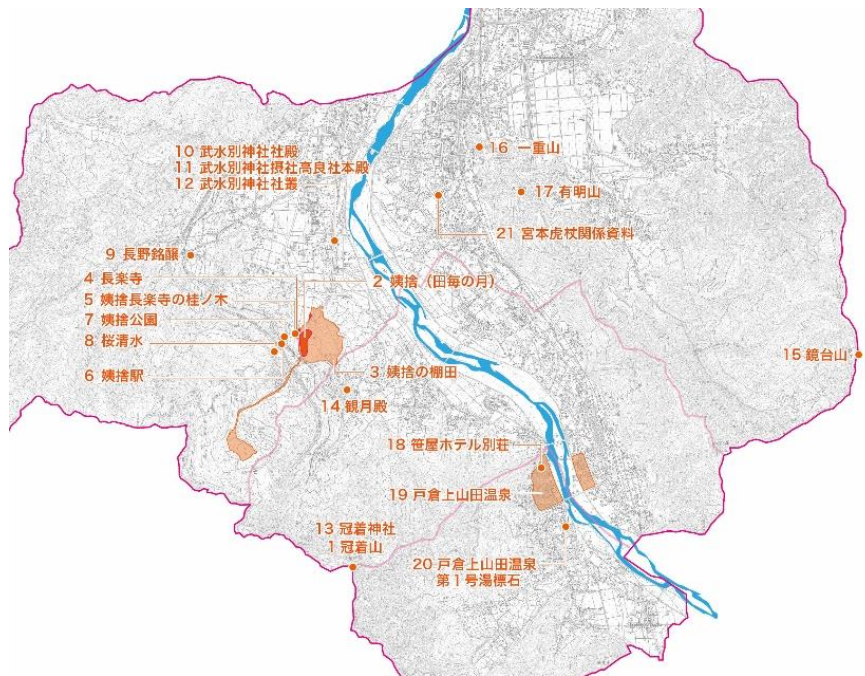 10 武水別神社社殿
11 武水別神社摂社高良社本殿
12 武水別神社社叢
16 一重山
17 有明山
21 宮本虎杖関係資料
9 長野銘醸
4 長楽寺
5 姨捨長楽寺の桂ノ木
7 姨捨公園
8 桜清水
6 姨捨駅
2 姨捨（田毎の月）
3 姨捨の棚田
14 観月殿
15 鏡台山
18 笹屋ホテル別荘
19 戸倉上山田温泉
13 冠着神社
1 冠着山
20 戸倉上山田温泉
第1号湯標石